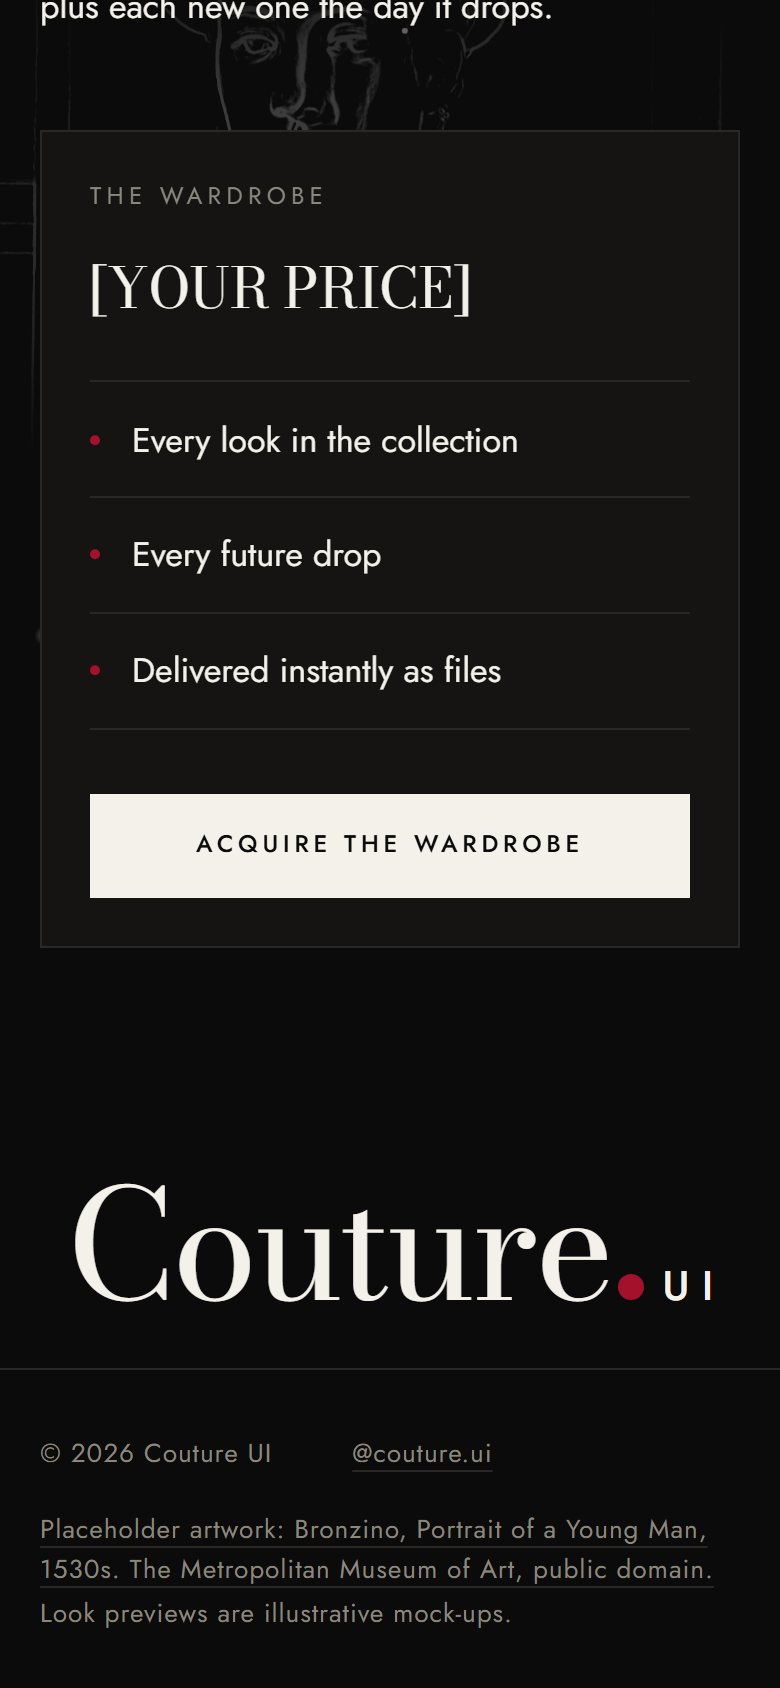 plus each new one the day it drops.
THE WARDROBE
[YOUR PRICE]
Every look in the collection
Every future drop
Delivered instantly as files
ACQUIRE THE WARDROBE
Couture. UI
© 2026 Couture UI @couture.ui
Placeholder artwork: Bronzino, Portrait of a Young Man,
1530s. The Metropolitan Museum of Art, public domain.
Look previews are illustrative mock-ups.